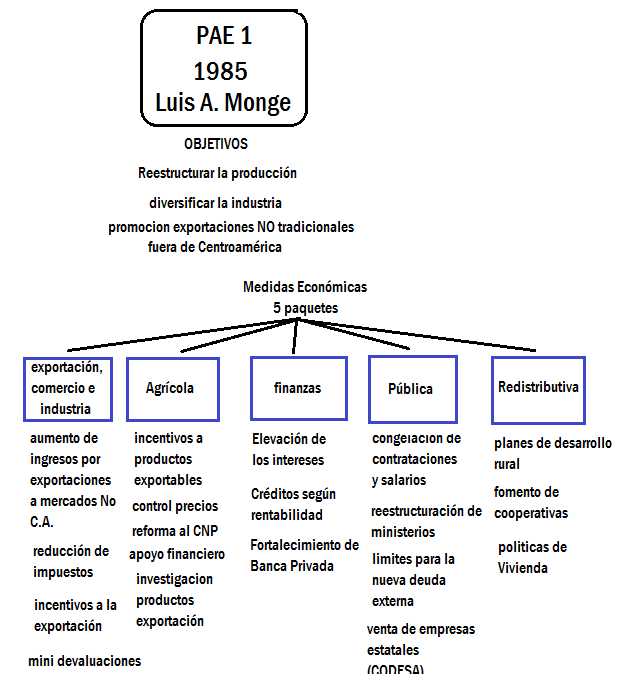 PAE 1
1985
Luis A. Monge
OBJETIVOS
Reestructurar la producción
diversificar la industria
promocion exportaciones NO tradicionales
fuera de Centroamérica
Medidas Económicas
5 paquetes
exportación,
comercio e
industria
aumento de
ingresos por
exportaciones
a mercados No
C.A.
reducción de
impuestos
incentivos a la
exportación
mini devaluaciones
Agrícola
incentivos a
productos
exportables
control precios
reforma al CNP
apoyo financiero
investigacion
productos
exportación
finanzas
Elevación de
los intereses
Créditos según
rentabilidad
Fortalecimiento de
Banca Privada
Pública
congelación de
contrataciones
y salarios
reestructuración de
ministerios
limites para la
nueva deuda
externa
venta de empresas
estatales
(CODESA)
Redistributiva
planes de desarrollo
rural
fomento de
cooperativas
politicas de
Vivienda